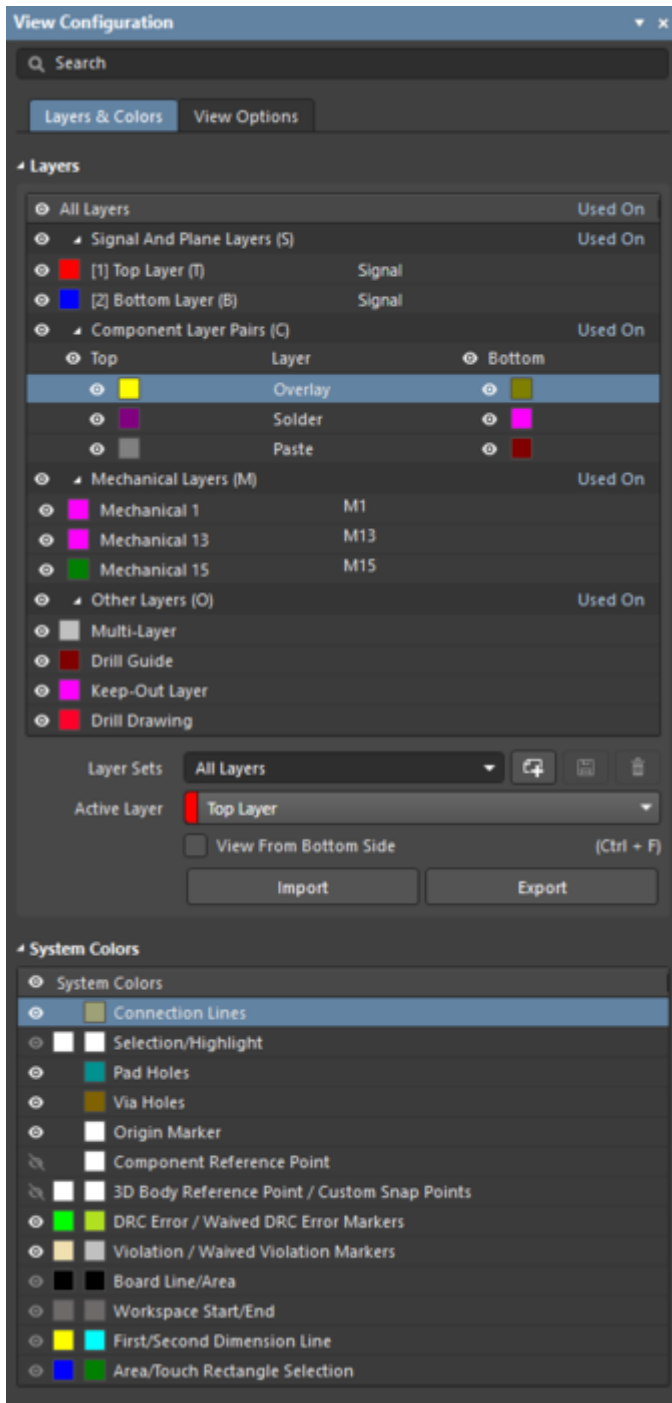 View Configuration
Search
Layers & Colors View Options
Layers
All Layers Used On
Signal And Plane Layers (S) Used On
[1] Top Layer (T) Signal
[2] Bottom Layer (B) Signal
Component Layer Pairs (C) Used On
Top Layer Bottom
Overlay
Solder
Paste
Mechanical Layers (M) Used On
Mechanical 1 M1
Mechanical 13 M13
Mechanical 15 M15
Other Layers (O) Used On
Multi-Layer
Drill Guide
Keep-Out Layer
Drill Drawing
Layer Sets All Layers
Active Layer Top Layer
View From Bottom Side (Ctrl + F)
Import Export
System Colors
System Colors
Connection Lines
Selection/Highlight
Pad Holes
Via Holes
Origin Marker
Component Reference Point
3D Body Reference Point / Custom Snap Points
DRC Error / Waived DRC Error Markers
Violation / Waived Violation Markers
Board Line/Area
Workspace Start/End
First/Second Dimension Line
Area/Touch Rectangle Selection